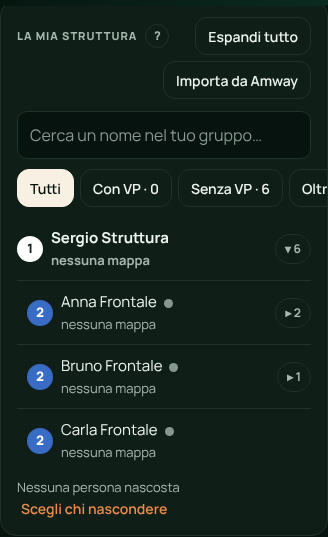 LA MIA STRUTTURA ? Espandi tutto
Importa da Amway
Cerca un nome nel tuo gruppo…
Tutti Con VP · 0 Senza VP · 6 Oltr
1 Sergio Struttura ▾ 6
nessuna mappa
2 Anna Frontale ▸ 2
nessuna mappa
2 Bruno Frontale ▸ 1
nessuna mappa
2 Carla Frontale
nessuna mappa
Nessuna persona nascosta
Scegli chi nascondere